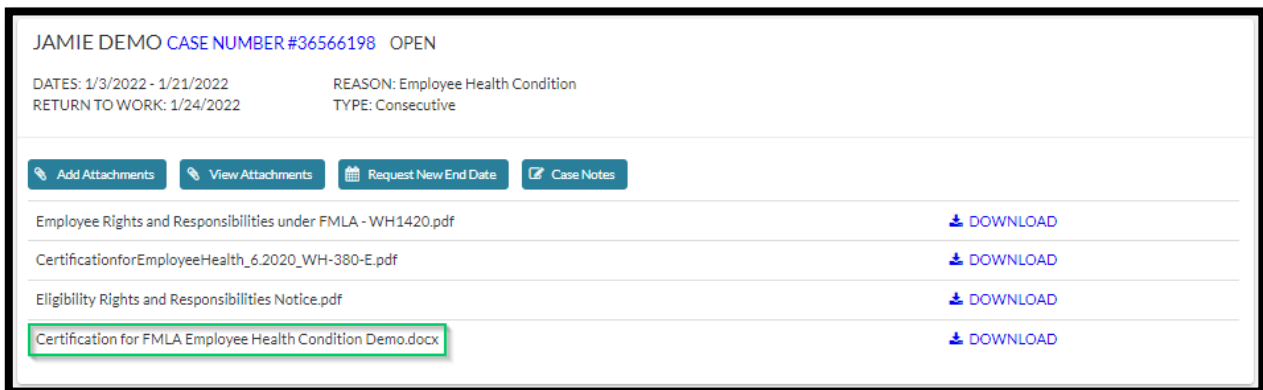 JAMIE DEMO CASE NUMBER #36566198 OPEN
DATES: 1/3/2022 - 1/21/2022 REASON: Employee Health Condition
RETURN TO WORK: 1/24/2022 TYPE: Consecutive
Add Attachments View Attachments Request New End Date Case Notes
Employee Rights and Responsibilities under FMLA - WH1420.pdf DOWNLOAD
CertificationforEmployeeHealth_6.2020_WH-380-E.pdf DOWNLOAD
Eligibility Rights and Responsibilities Notice.pdf DOWNLOAD
Certification for FMLA Employee Health Condition Demo.docx DOWNLOAD